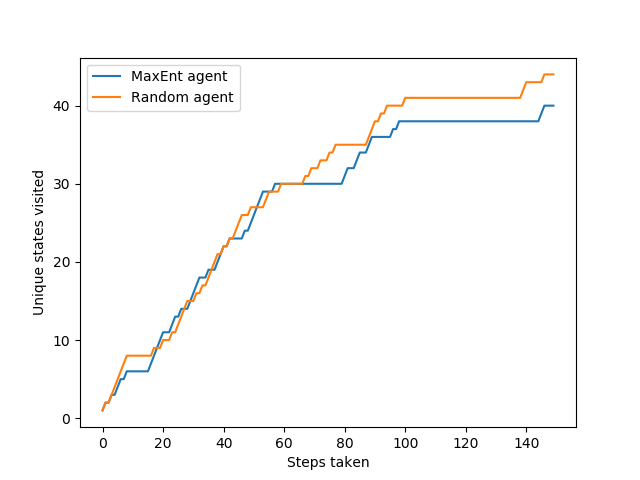 MaxEnt agent
Random agent
Unique states visited
40
30
20
10
0
0 20 40 60 80 100 120 140
Steps taken